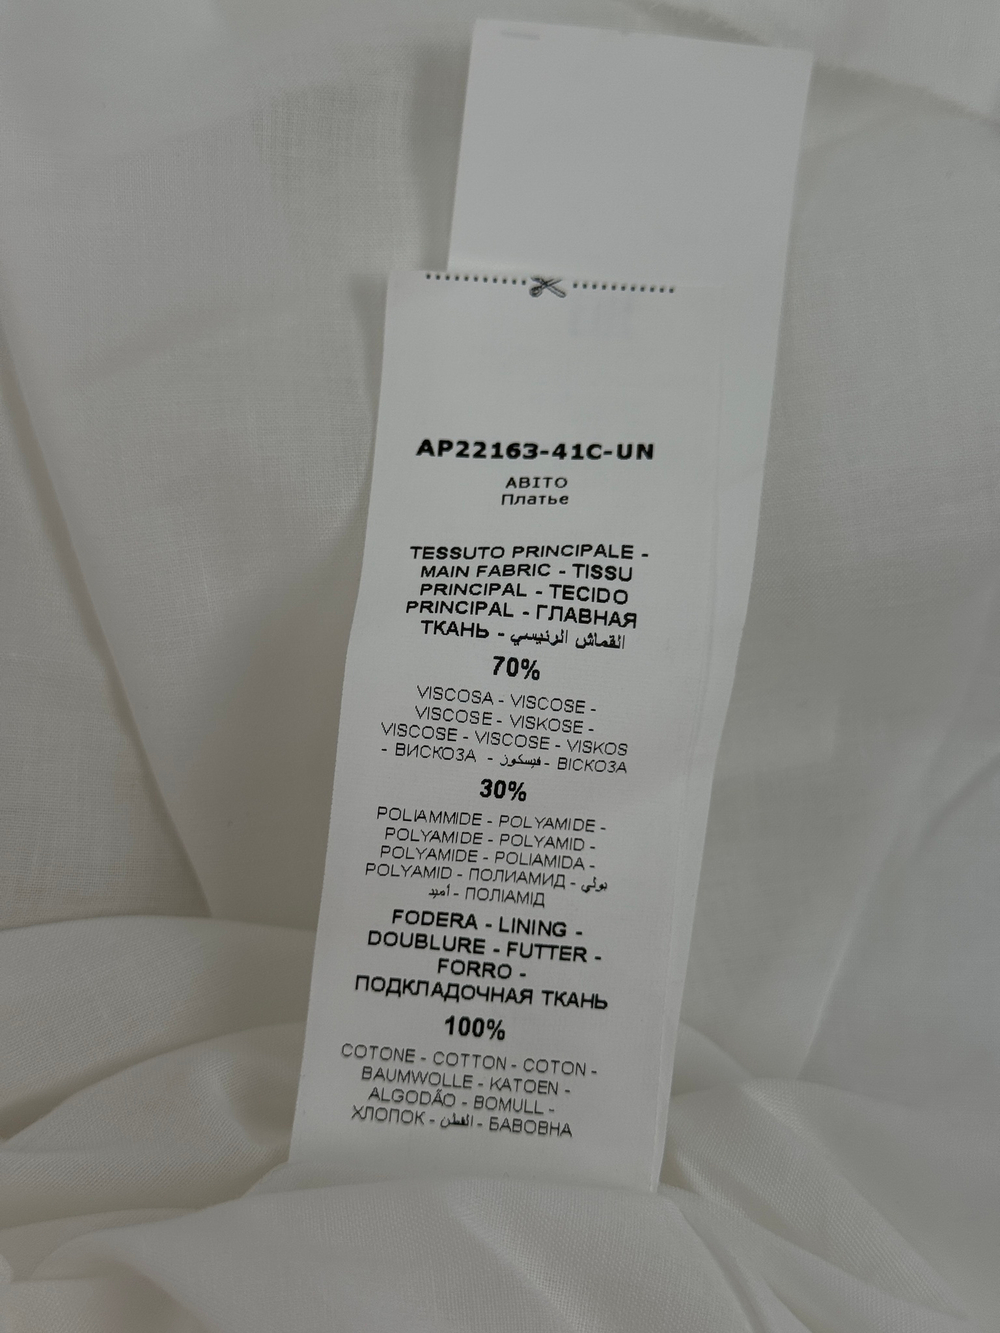 AP22163-41C-UN
ABITO
Платье
TESSUTO PRINCIPALE -
MAIN FABRIC - TISSU
PRINCIPAL - TECIDO
PRINCIPAL - ГЛАВНАЯ
ТКАНЬ - القماش الرئيسي
70%
VISCOSA - VISCOSE -
VISCOSE - VISKOSE -
VISCOSE - VISCOSE - VISKOS
- ВИСКОЗА - فيسكوز - ВІСКОЗА
30%
POLIAMMIDE - POLYAMIDE -
POLYAMIDE - POLYAMID -
POLYAMIDE - POLIAMIDA -
POLYAMID - ПОЛИАМИД - بولي
أميد - ПОЛІАМІД
FODERA - LINING -
DOUBLURE - FUTTER -
FORRO -
ПОДКЛАДОЧНАЯ ТКАНЬ
100%
COTONE - COTTON - COTON -
BAUMWOLLE - KATOEN -
ALGODÃO - BOMULL -
ХЛОПОК - القطن - БАВОВНА